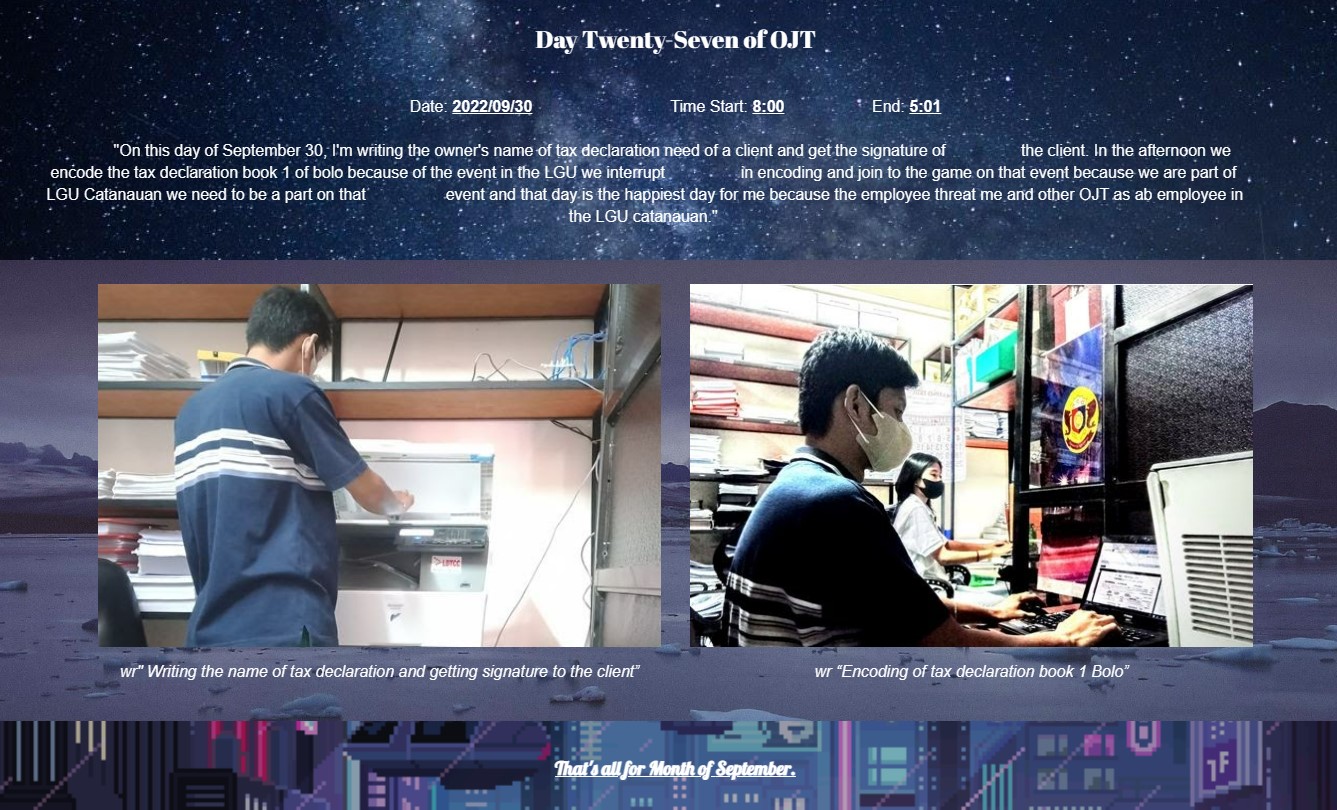 Day Twenty-Seven of OJT
Date: 2022/09/30 Time Start: 8:00 End: 5:01
"On this day of September 30, I'm writing the owner's name of tax declaration need of a client and get the signature of the client. In the afternoon we
encode the tax declaration book 1 of bolo because of the event in the LGU we interrupt in encoding and join to the game on that event because we are part of
LGU Catanauan we need to be a part on that event and that day is the happiest day for me because the employee threat me and other OJT as ab employee in
the LGU catanauan."
LDTCC
wr" Writing the name of tax declaration and getting signature to the client”
wr “Encoding of tax declaration book 1 Bolo”
That's all for Month of September.